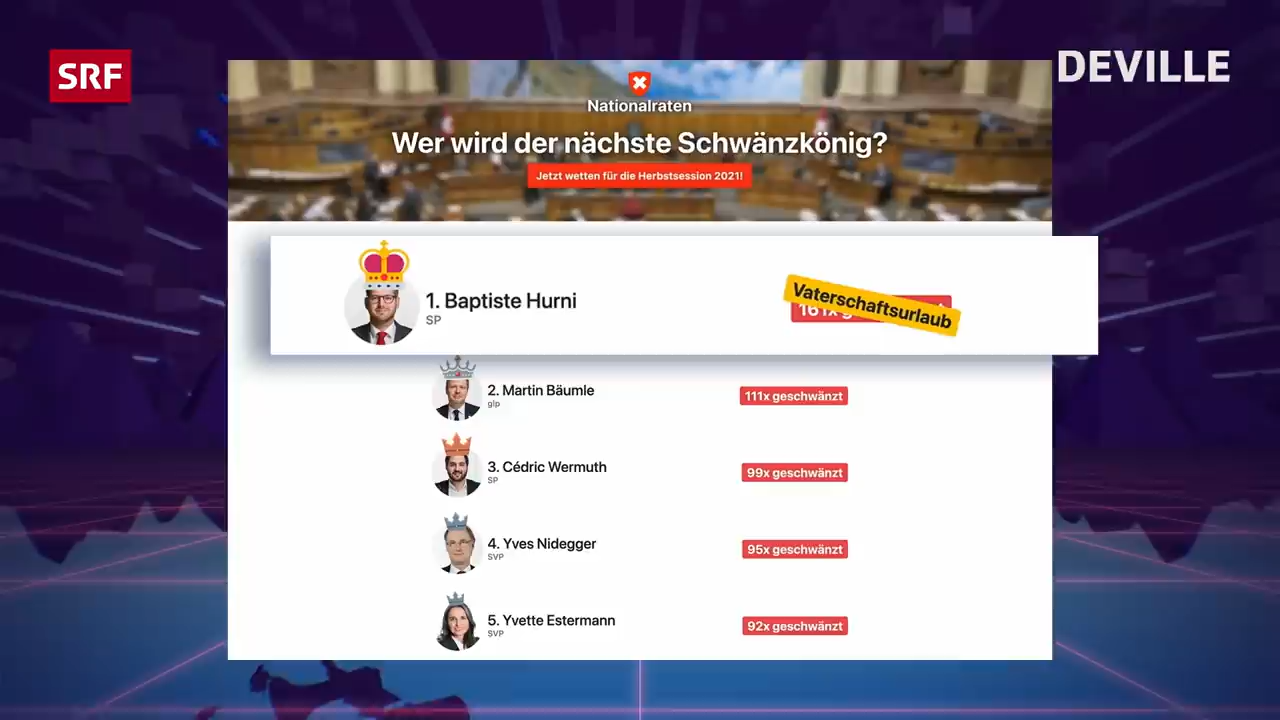 SRF
DEVILLE
Nationalraten
Wer wird der nächste Schwänzkönig?
Jetzt wetten für die Herbstsession 2021!
1. Baptiste Hurni
SP
Vaterschaftsurlaub
2. Martin Bäumle
glp
111x geschwänzt
3. Cédric Wermuth
SP
99x geschwänzt
4. Yves Nidegger
SVP
95x geschwänzt
5. Yvette Estermann
SVP
92x geschwänzt